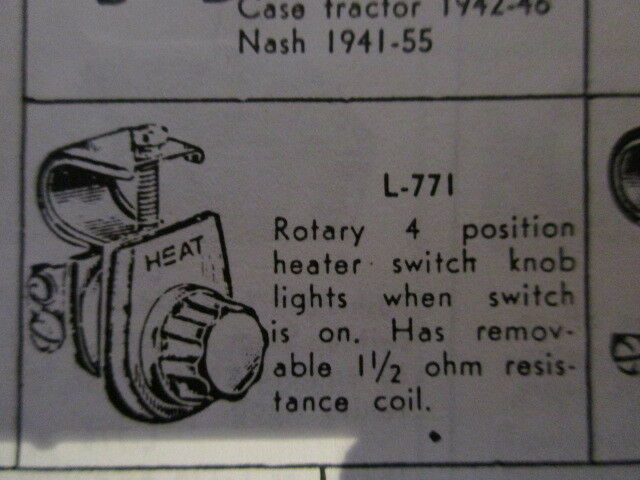 Case tractor 1942-46
Nash 1941-55
L-771
HEAT
Rotary 4 position
heater switch knob
lights when switch
is on. Has remov-
able 1½ ohm resis-
tance coil.